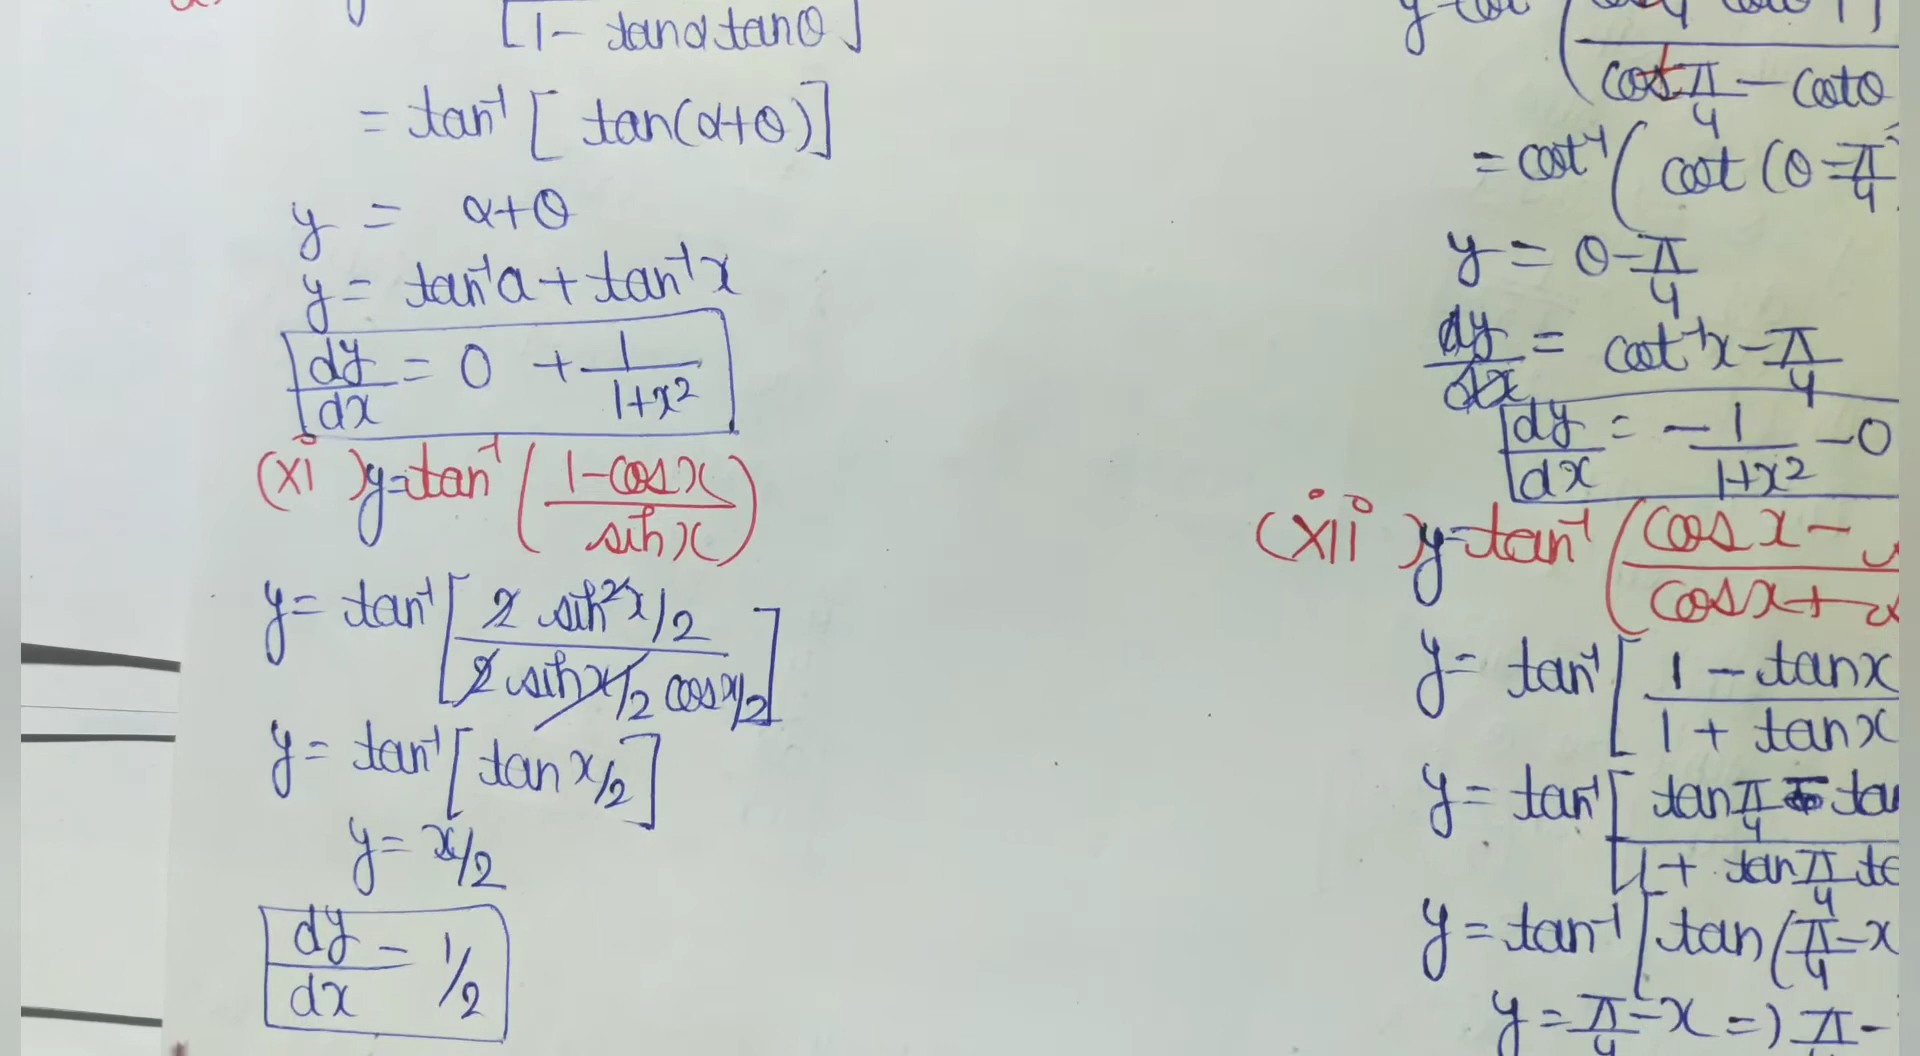 [1- tanα tanθ]
= tan⁻¹ [ tan(α+θ)]
y = α+θ
y = tan⁻¹a + tan⁻¹x
dy/dx = 0 + 1/1+x²
(xi) y=tan⁻¹ (1-cosx / sinx)
y= tan⁻¹[2 sin²x/2 / 2 sinx/2 cosx/2]
y= tan⁻¹[tan x/2]
y= x/2
dy/dx = 1/2
cot π/4 - cotθ
= cot⁻¹( cot (θ-π/4
y = θ-π/4
dy/dx = cot⁻¹x-π/4
dy/dx = -1/1+x² -0
(xii) y=tan⁻¹ (cosx- / cosx+
y= tan⁻¹[1 - tanx / 1 + tanx
y= tan⁻¹[tan π/4 - / 1+ tan π/4
y= tan⁻¹[tan(π/4-x
y= π/4-x =) π-